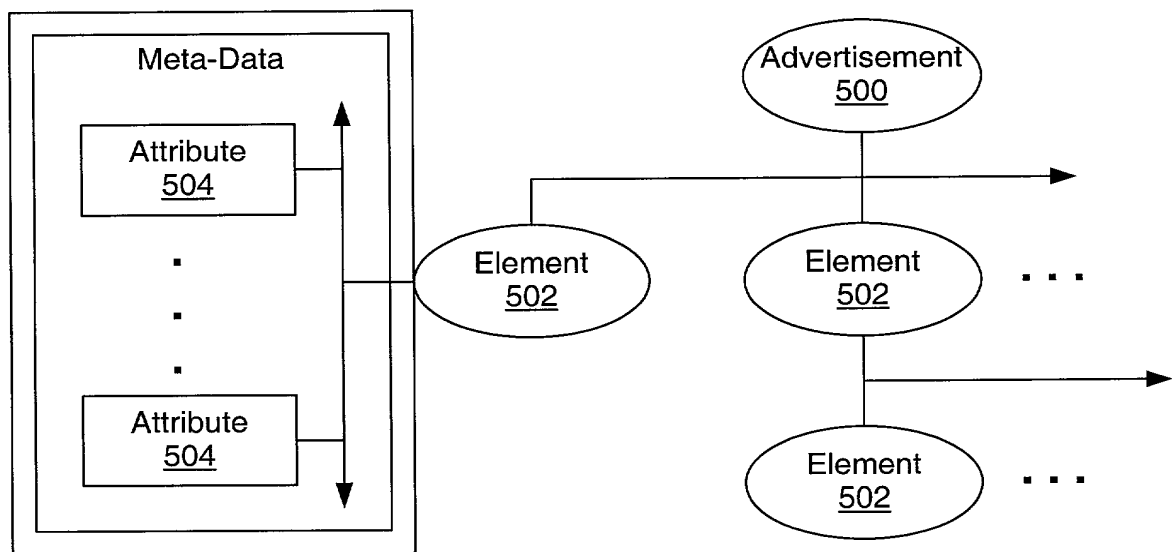 Meta-Data
Attribute
504
Attribute
504
Advertisement
500
Element
502
Element
502
Element
502